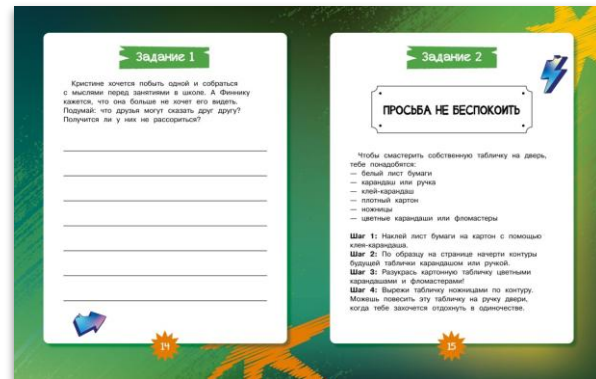 Задание 1
Кристине хочется побыть одной и собраться
с мыслями перед занятиями в школе. А Финнику
кажется, что она больше не хочет его видеть.
Подумай: что друзья могут сказать друг другу?
Получится ли у них не рассориться?
14
Задание 2
ПРОСЬБА НЕ БЕСПОКОИТЬ
Чтобы смастерить собственную табличку на дверь,
тебе понадобятся:
— белый лист бумаги
— карандаш или ручка
— клей-карандаш
— плотный картон
— ножницы
— цветные карандаши или фломастеры
Шаг 1: Наклей лист бумаги на картон с помощью
клея-карандаша.
Шаг 2: По образцу на странице начерти контуры
будущей таблички карандашом или ручкой.
Шаг 3: Разукрась картонную табличку цветными
карандашами и фломастерами!
Шаг 4: Вырежи табличку ножницами по контуру.
Можешь повесить эту табличку на ручку двери,
когда тебе захочется отдохнуть в одиночестве.
15